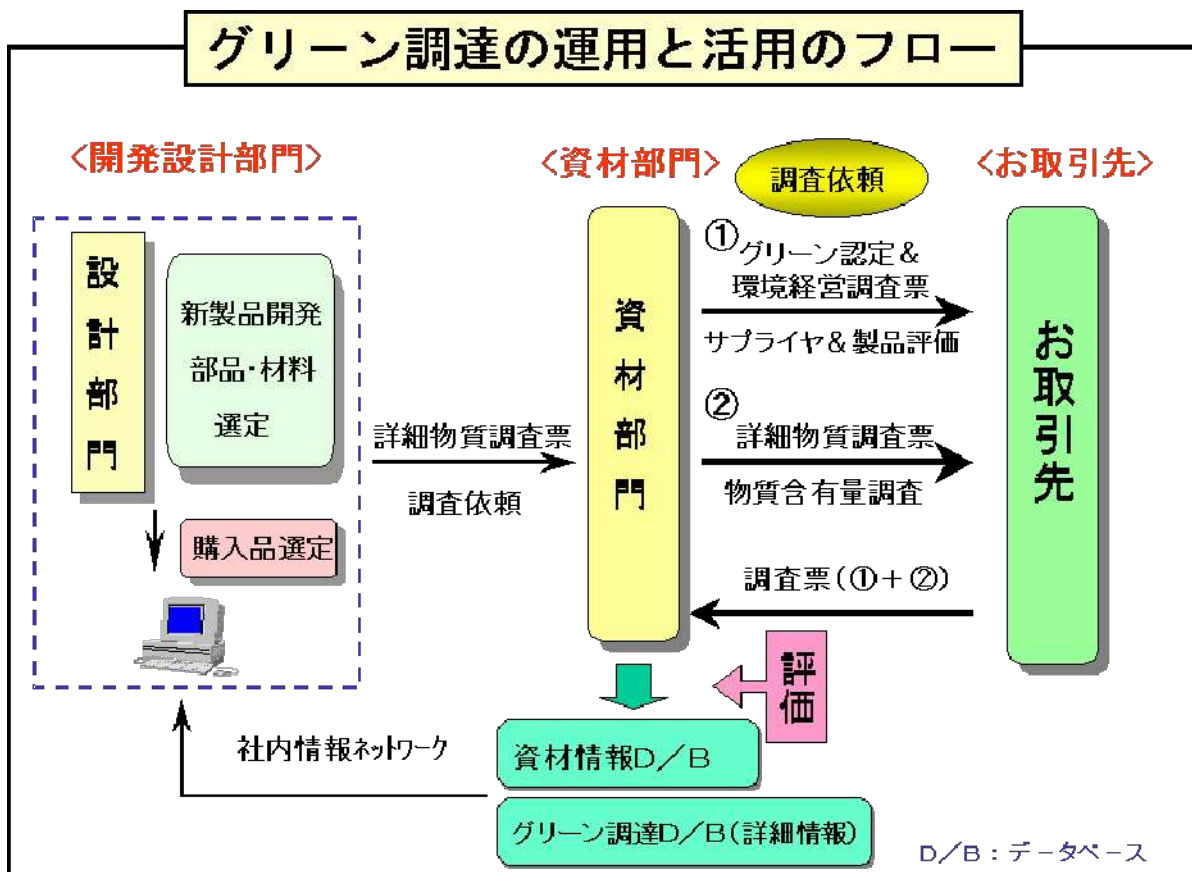 グリーン調達の運用と活用のフロー
<開発設計部門>
<資材部門>
調査依頼
<お取引先>
設計部門
新製品開発
部品・材料
選定
購入品選定
詳細物質調査票
調査依頼
資材部門
①グリーン認定&
環境経営調査票
サプライヤ&製品評価
②詳細物質調査票
物質含有量調査
調査票(①+②)
お取引先
評価
社内情報ネットワーク
資材情報D/B
グリーン調達D/B(詳細情報)
D/B:データベース